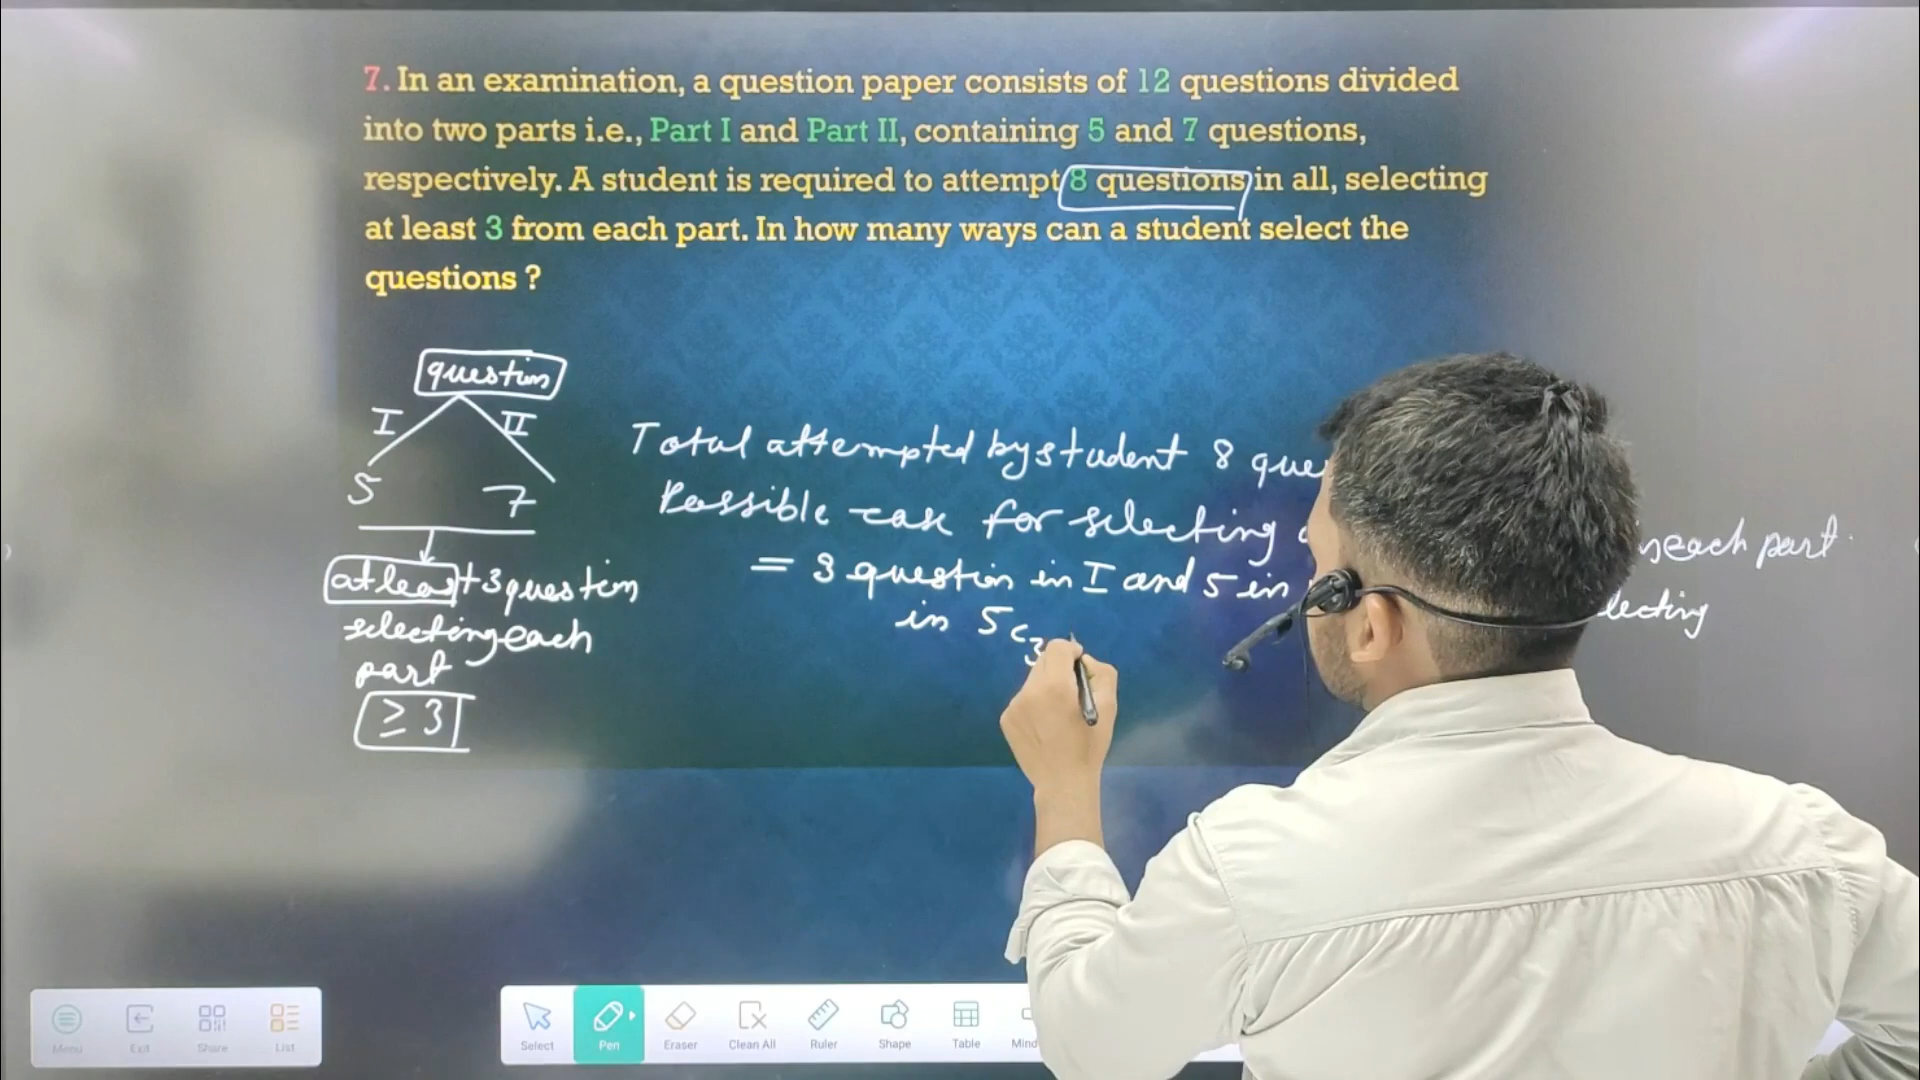 7. In an examination, a question paper consists of 12 questions divided
into two parts i.e., Part I and Part II, containing 5 and 7 questions,
respectively. A student is required to attempt 8 questions in all, selecting
at least 3 from each part. In how many ways can a student select the
questions ?
question
I II
5 7
at least 3 question
selecting each
part
≥ 3
Total attempted by student 8 que
Possible case for selecting each part.
= 3 question in I and 5 in lecting
in 5c3
Menu Exit Share List
Select Pen Eraser Clean All Ruler Shape Table Mind